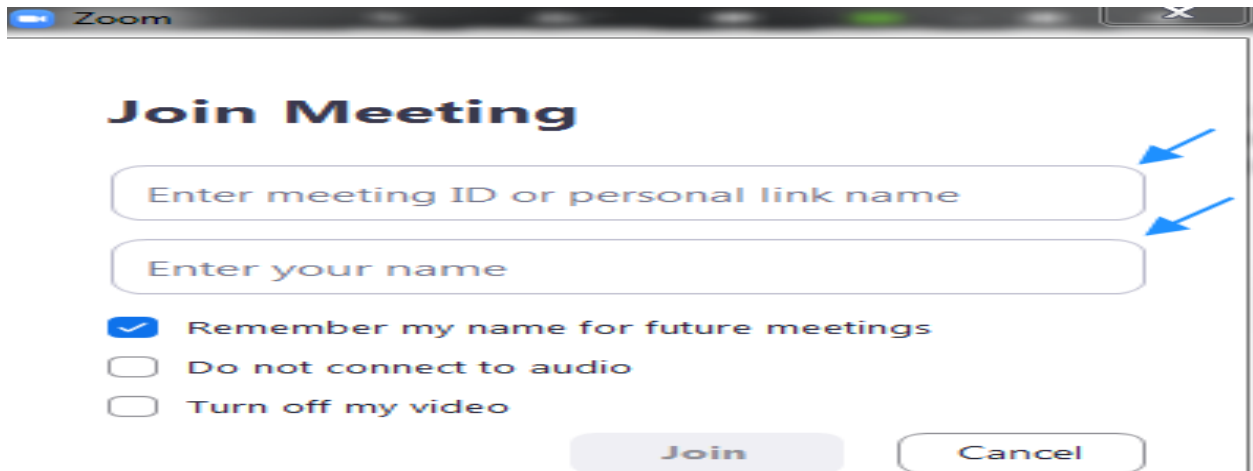 Zoom
Join Meeting
Enter meeting ID or personal link name
Enter your name
Remember my name for future meetings
Do not connect to audio
Turn off my video
Join Cancel